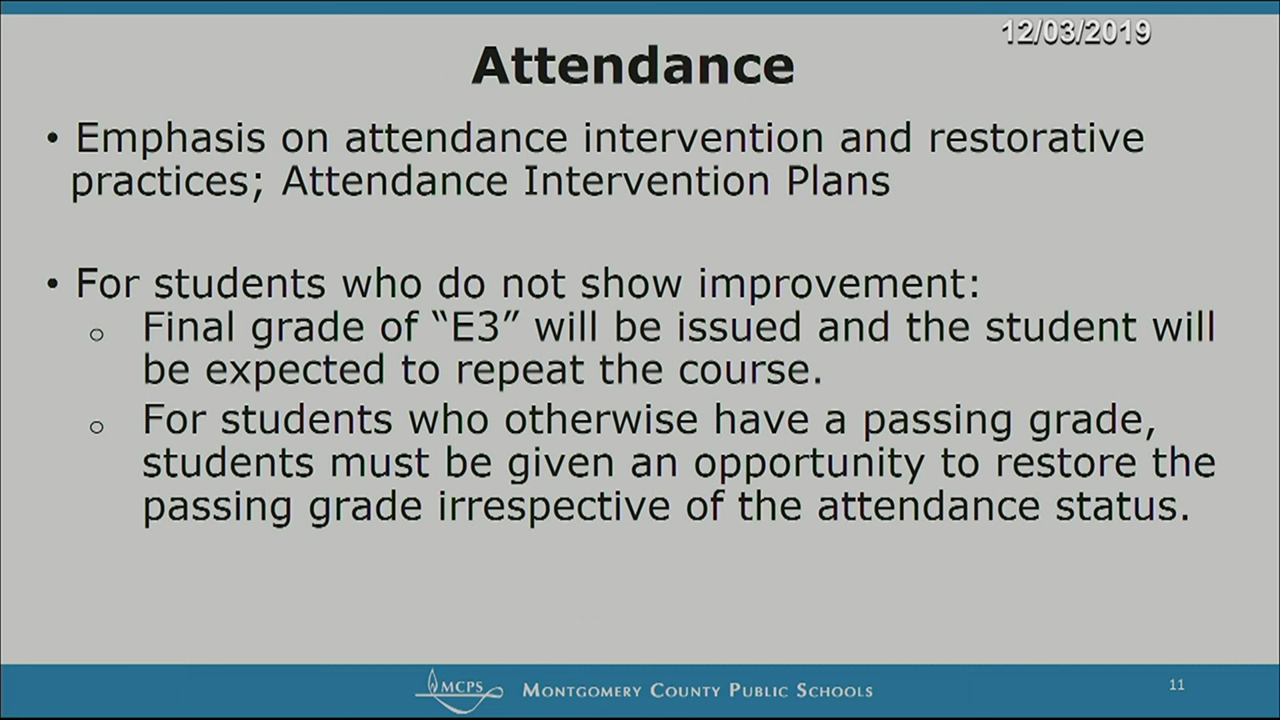 12/03/2019
Attendance
• Emphasis on attendance intervention and restorative
practices; Attendance Intervention Plans
• For students who do not show improvement:
o Final grade of “E3” will be issued and the student will
be expected to repeat the course.
o For students who otherwise have a passing grade,
students must be given an opportunity to restore the
passing grade irrespective of the attendance status.
MCPS MONTGOMERY COUNTY PUBLIC SCHOOLS
11